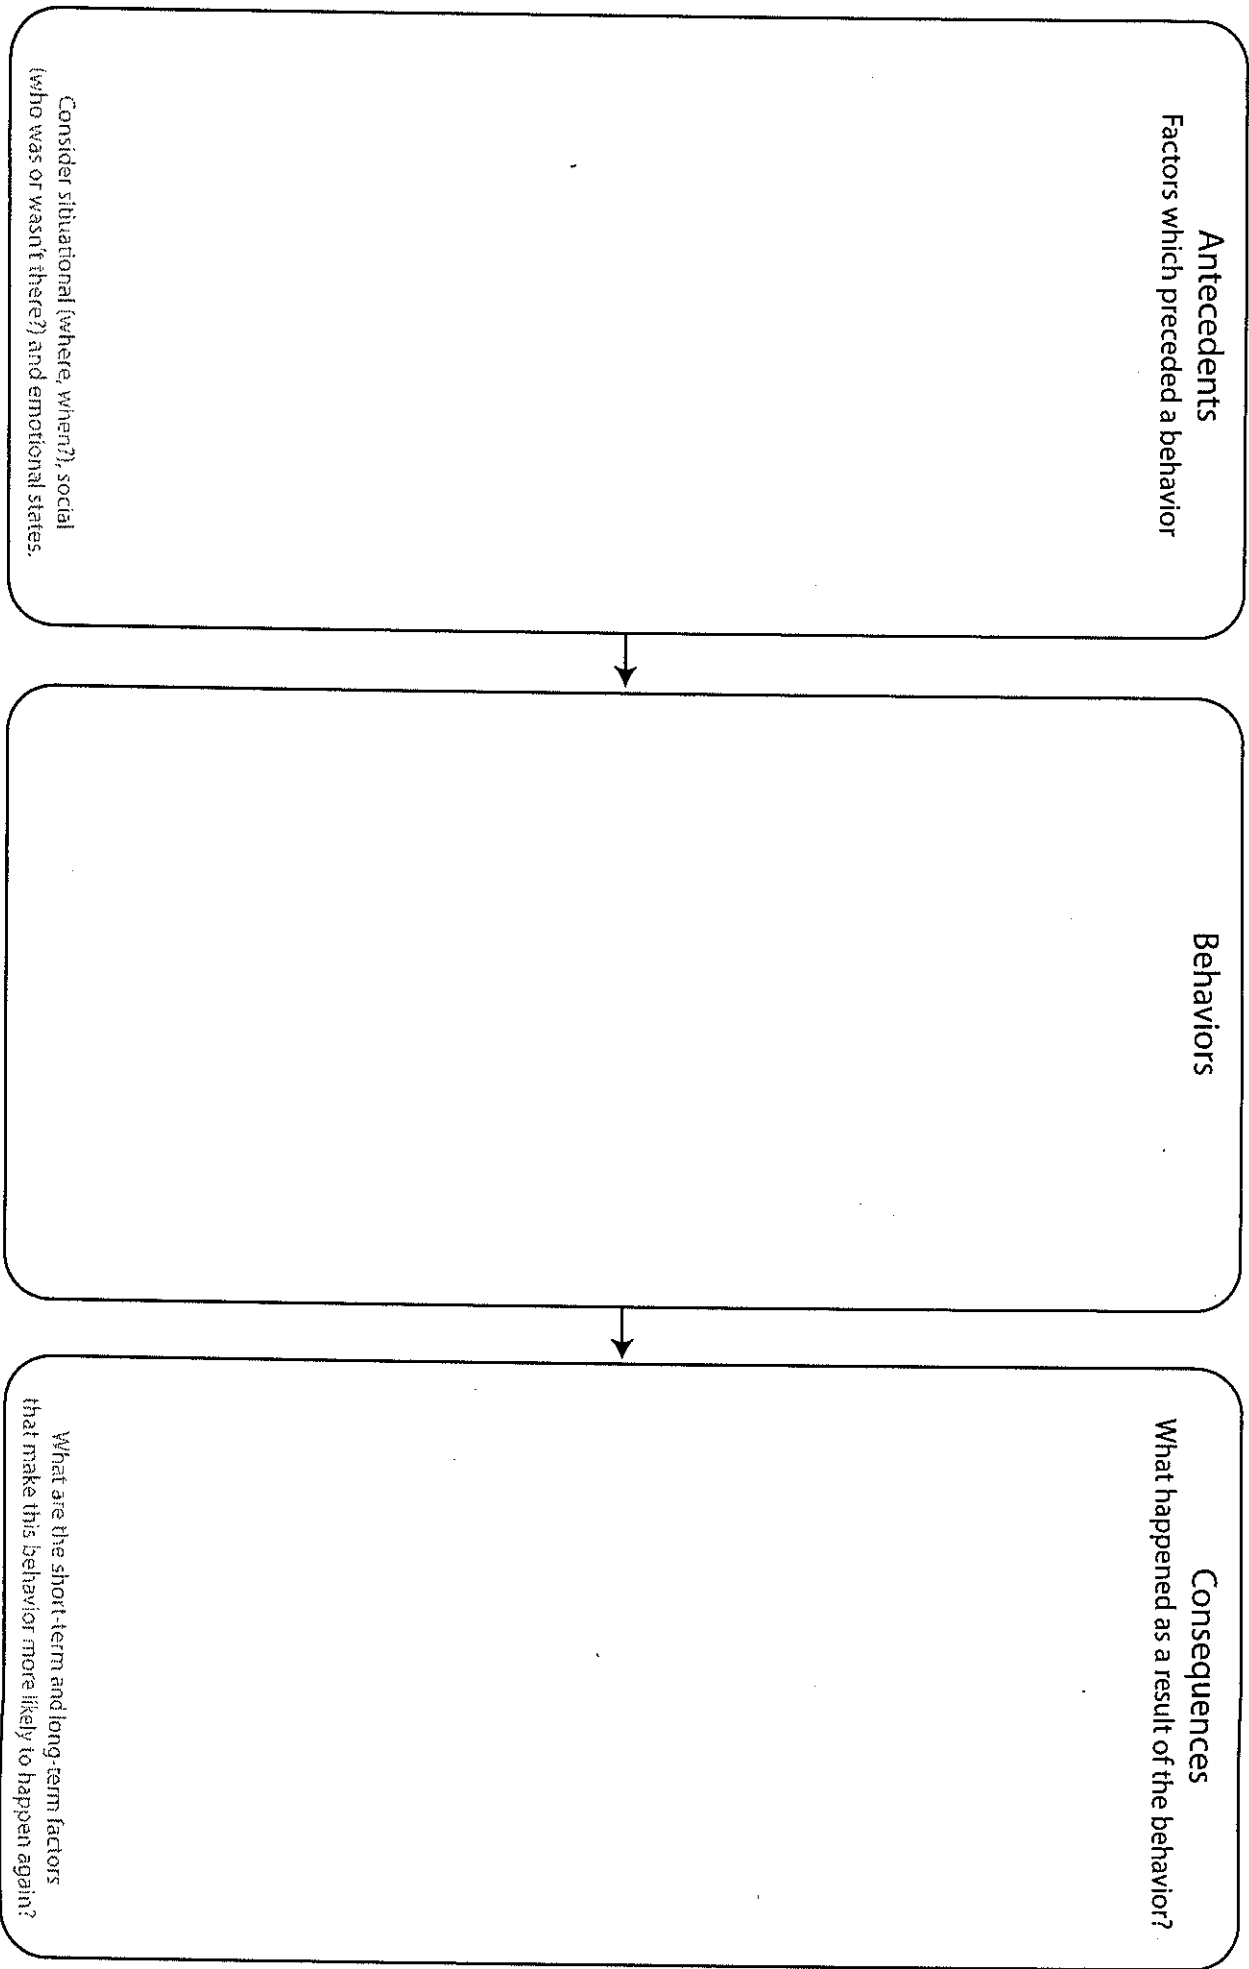 Antecedents
Factors which preceded a behavior
Consider situational (where, when?), social
(who was or wasn't there?) and emotional states.
Behaviors
Consequences
What happened as a result of the behavior?
What are the short-term and long-term factors
that make this behavior more likely to happen again?